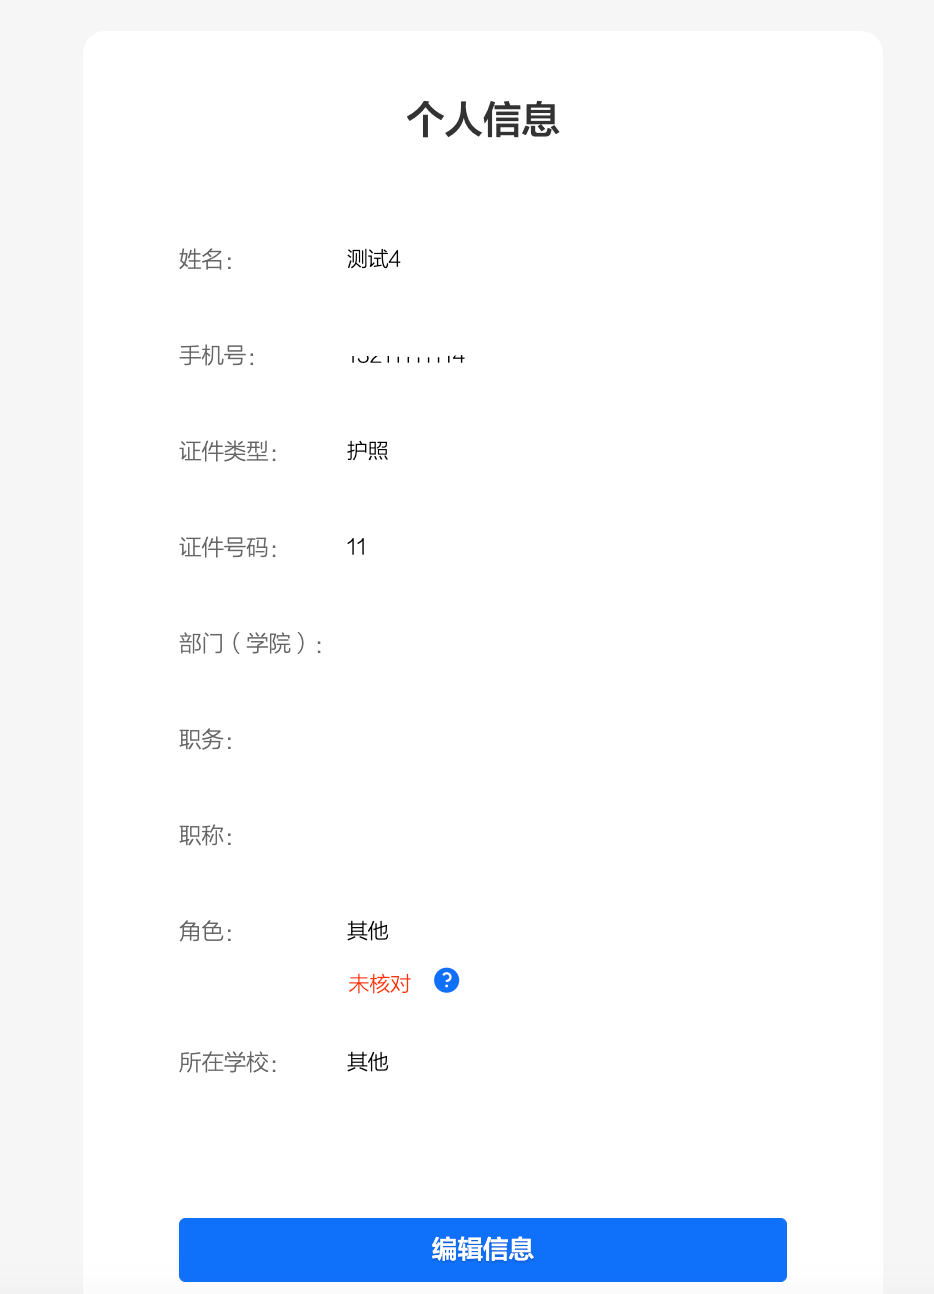 个人信息
姓名： 测试4
手机号：
证件类型： 护照
证件号码： 11
部门（学院）：
职务：
职称：
角色： 其他
未核对 ?
所在学校： 其他
编辑信息